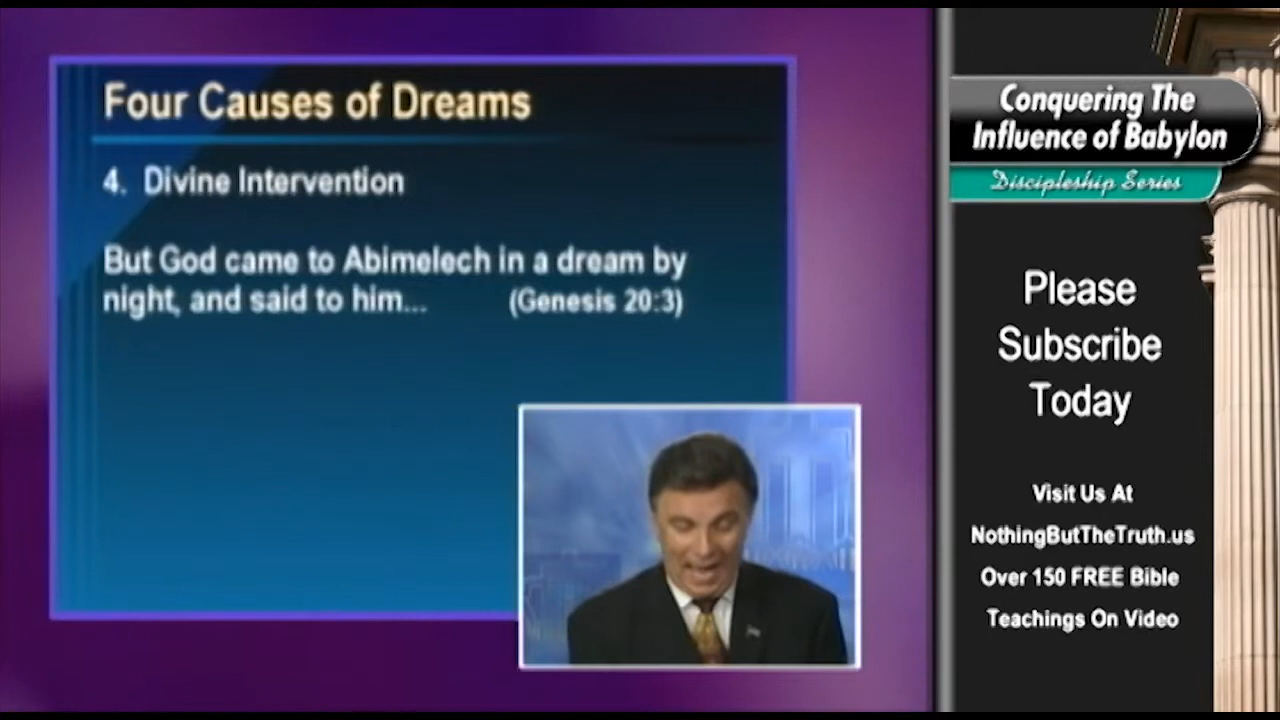 Four Causes of Dreams
4. Divine Intervention
But God came to Abimelech in a dream by
night, and said to him... (Genesis 20:3)
Conquering The
Influence of Babylon
Discipleship Series
Please
Subscribe
Today
Visit Us At
NothingButTheTruth.us
Over 150 FREE Bible
Teachings On Video